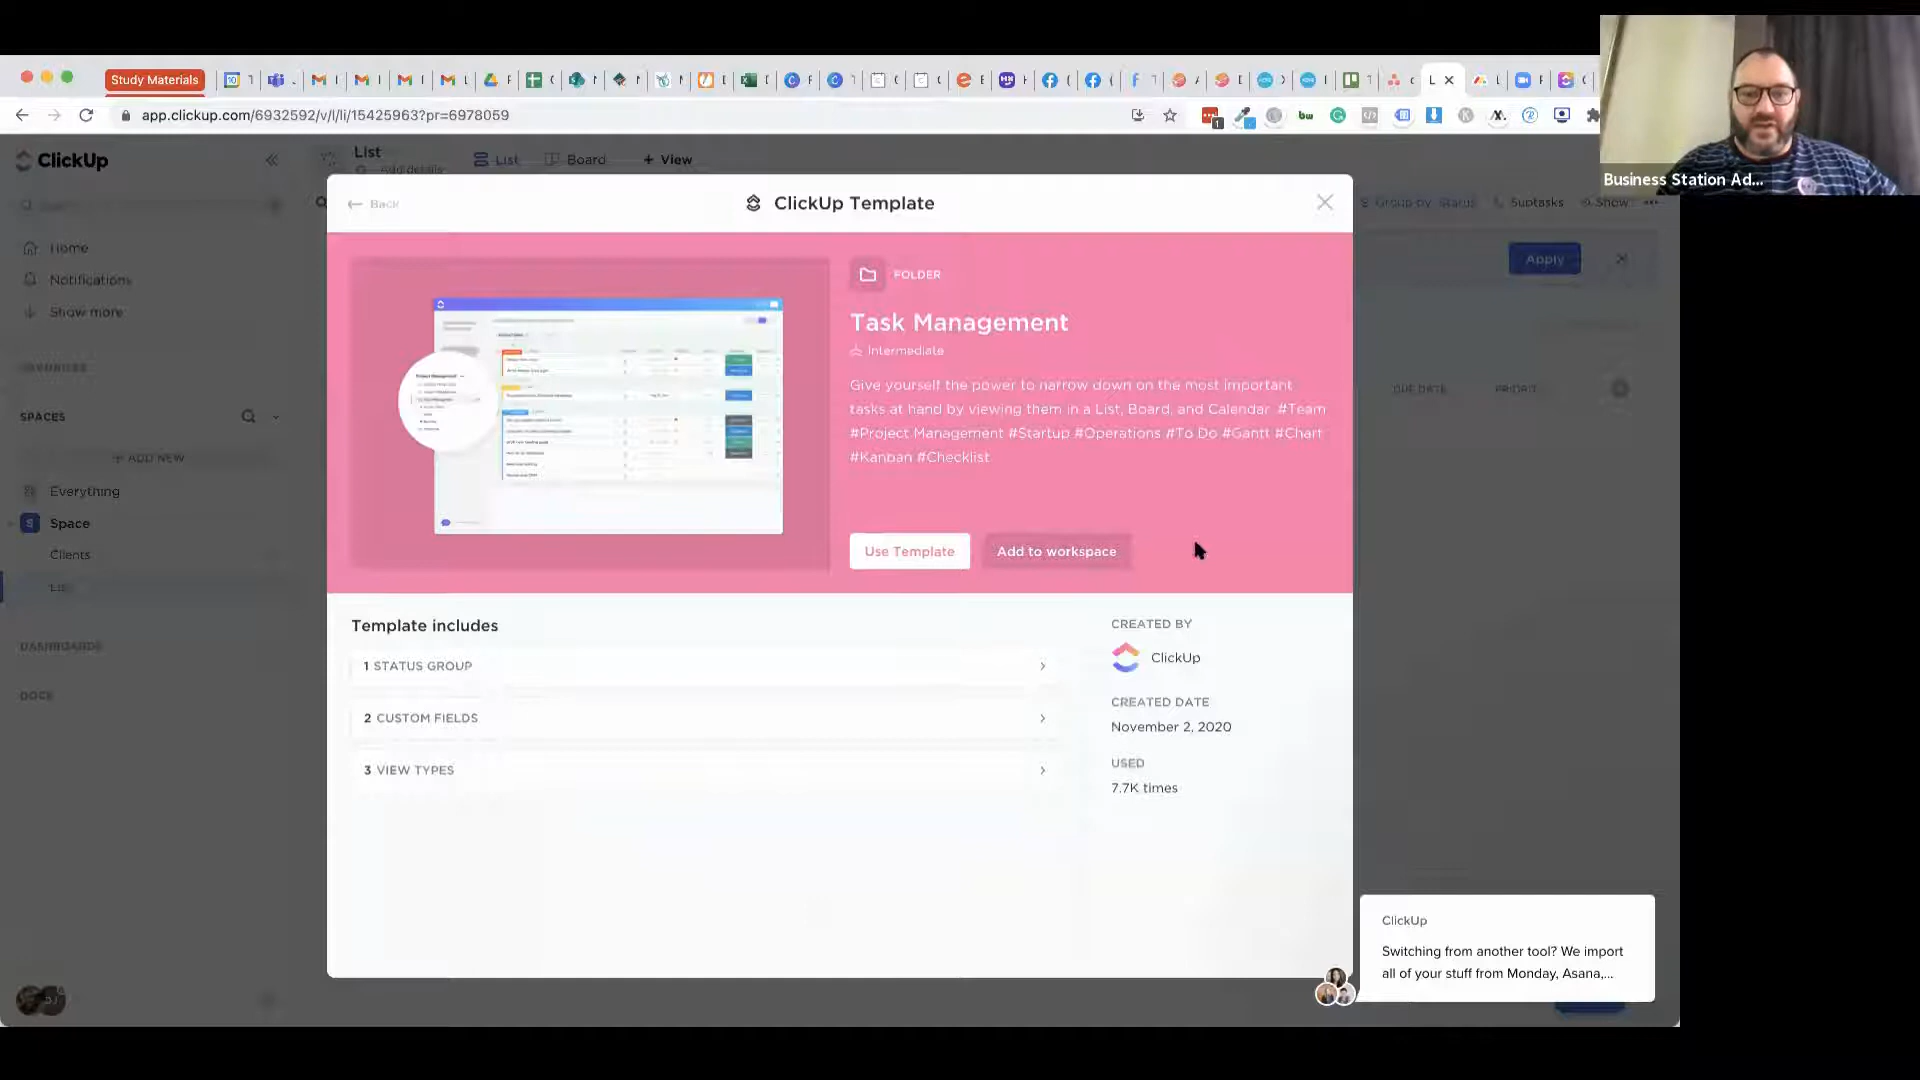 Study Materials
app.clickup.com/6932592/v/l/li/15425963?pr=6978059
Business Station Ad...
ClickUp
List
Add details
List
Board
+ View
Group by: Status
Subtasks
Show
Home
Notifications
Show more
FAVORITES
SPACES
+ ADD NEW
Everything
S Space
Clients
List
DASHBOARDS
DOCS
Apply
DUE DATE
PRIORITY
Back
ClickUp Template
FOLDER
Task Management
Intermediate
Give yourself the power to narrow down on the most important
tasks at hand by viewing them in a List, Board, and Calendar. #Team
#Project Management #Startup #Operations #To Do #Gantt #Chart
#Kanban #Checklist
Use Template
Add to workspace
Template includes
1 STATUS GROUP
2 CUSTOM FIELDS
3 VIEW TYPES
CREATED BY
ClickUp
CREATED DATE
November 2, 2020
USED
7.7K times
ClickUp
Switching from another tool? We import
all of your stuff from Monday, Asana,...